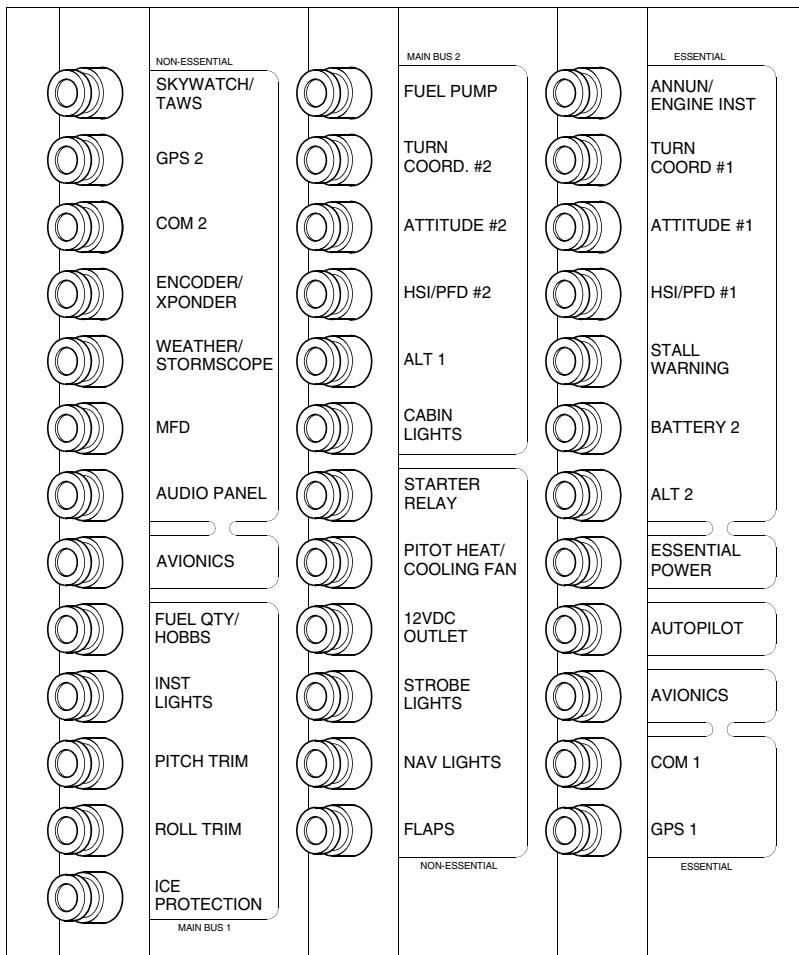 NON-ESSENTIAL
SKYWATCH/
TAWS
GPS 2
COM 2
ENCODER/
XPONDER
WEATHER/
STORMSCOPE
MFD
AUDIO PANEL
AVIONICS
FUEL QTY/
HOBBS
INST
LIGHTS
PITCH TRIM
ROLL TRIM
ICE
PROTECTION
MAIN BUS 1
MAIN BUS 2
FUEL PUMP
TURN
COORD. #2
ATTITUDE #2
HSI/PFD #2
ALT 1
CABIN
LIGHTS
STARTER
RELAY
PITOT HEAT/
COOLING FAN
12VDC
OUTLET
STROBE
LIGHTS
NAV LIGHTS
FLAPS
NON-ESSENTIAL
ESSENTIAL
ANNUN/
ENGINE INST
TURN
COORD #1
ATTITUDE #1
HSI/PFD #1
STALL
WARNING
BATTERY 2
ALT 2
ESSENTIAL
POWER
AUTOPILOT
AVIONICS
COM 1
GPS 1
ESSENTIAL